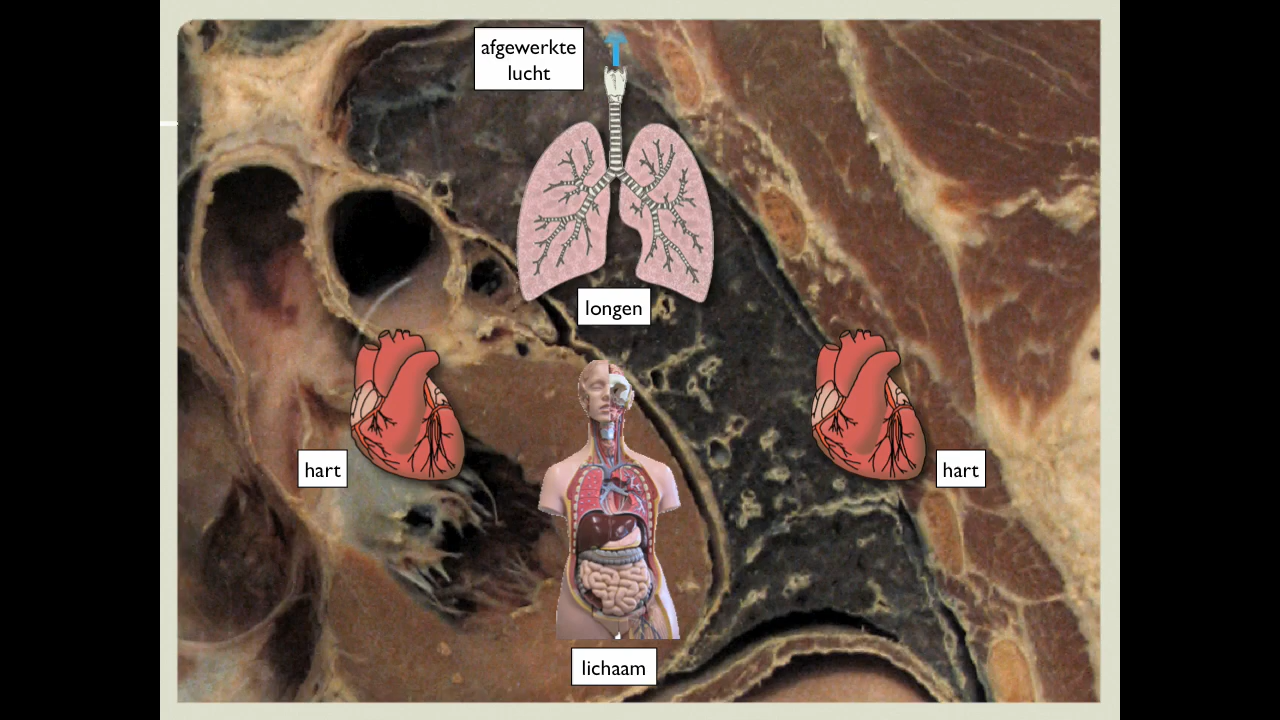 afgewerkte
lucht
longen
hart
hart
lichaam